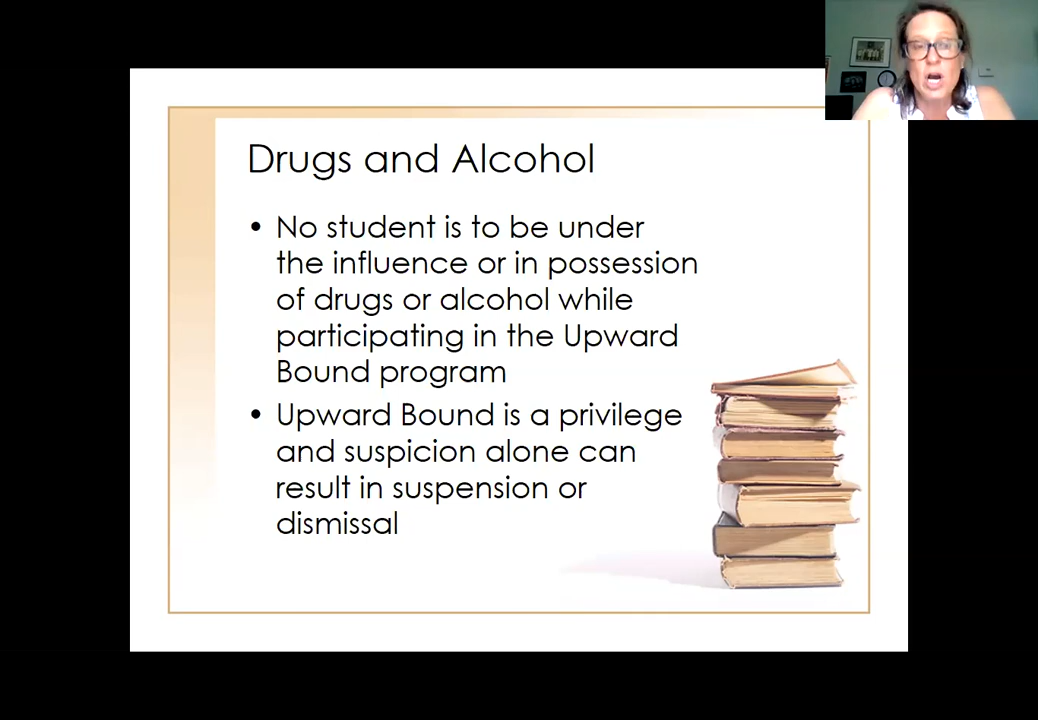 Drugs and Alcohol
• No student is to be under
the influence or in possession
of drugs or alcohol while
participating in the Upward
Bound program
• Upward Bound is a privilege
and suspicion alone can
result in suspension or
dismissal